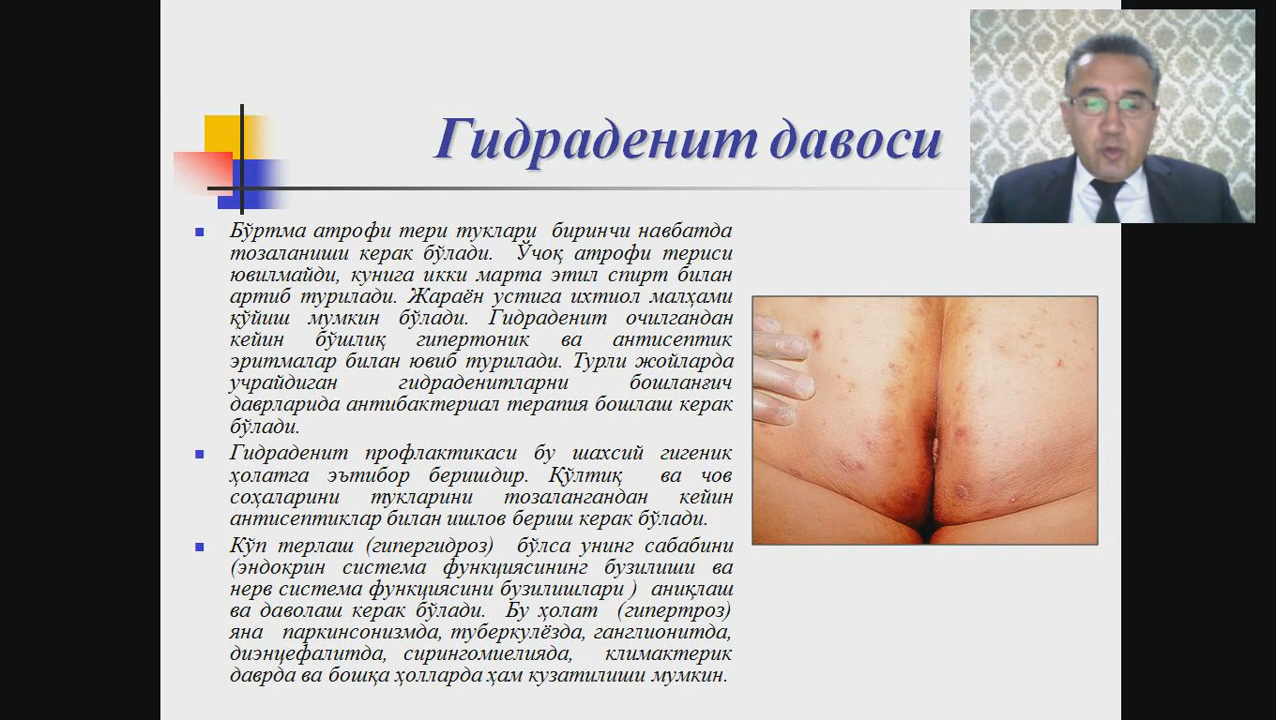 Гидраденит давоси
Бўртма атрофи тери туклари биринчи навбатда
тозаланиши керак бўлади. Ўчоқ атрофи териси
ювилмайди, кунига икки марта этил спирт билан
артиб турилади. Жараён устига ихтиол малҳами
қўйиш мумкин бўлади. Гидраденит очилгандан
кейин бўшлиқ гипертоник ва антисептик
эритмалар билан ювиб турилади. Турли жойларда
учрайдиган гидраденитларни бошланғич
даврларида антибактериал терапия бошлаш керак
бўлади.
Гидраденит профлактикаси бу шахсий гигеник
ҳолатга эътибор беришдир. Қўлтиқ ва чов
соҳаларини тукларини тозалангандан кейин
антисептиклар билан ишлов бериш керак бўлади.
Кўп терлаш (гипергидроз) бўлса унинг сабабини
(эндокрин система функциясининг бузилиши ва
нерв система функциясини бузилишлари ) аниқлаш
ва даволаш керак бўлади. Бу ҳолат (гипертроз)
яна паркинсонизмда, туберкулёзда, ганглионитда,
диэнцефалитда, сирингомиелияда, климактерик
даврда ва бошқа ҳолларда ҳам кузатилиши мумкин.